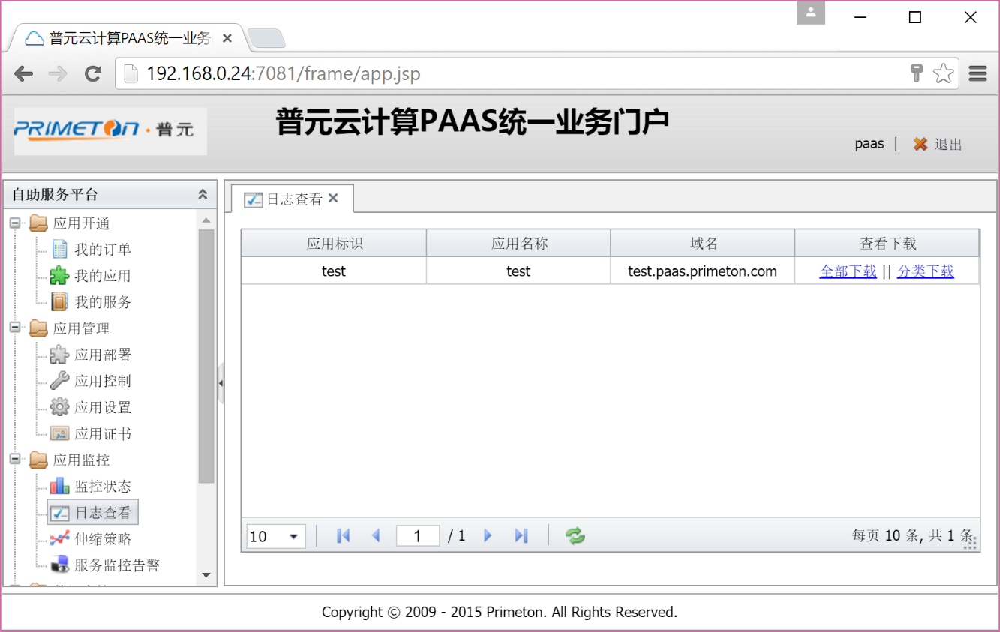 普元云计算PAAS统一业务
192.168.0.24:7081/frame/app.jsp
PRIMETON · 普元
普元云计算PAAS统一业务门户
paas | 退出
自助服务平台
应用开通
我的订单
我的应用
我的服务
应用管理
应用部署
应用控制
应用设置
应用证书
应用监控
监控状态
日志查看
伸缩策略
服务监控告警
日志查看
应用标识 应用名称 域名 查看下载
test test test.paas.primeton.com 全部下载 || 分类下载
10 1 / 1 每页 10 条, 共 1 条
Copyright © 2009 - 2015 Primeton. All Rights Reserved.